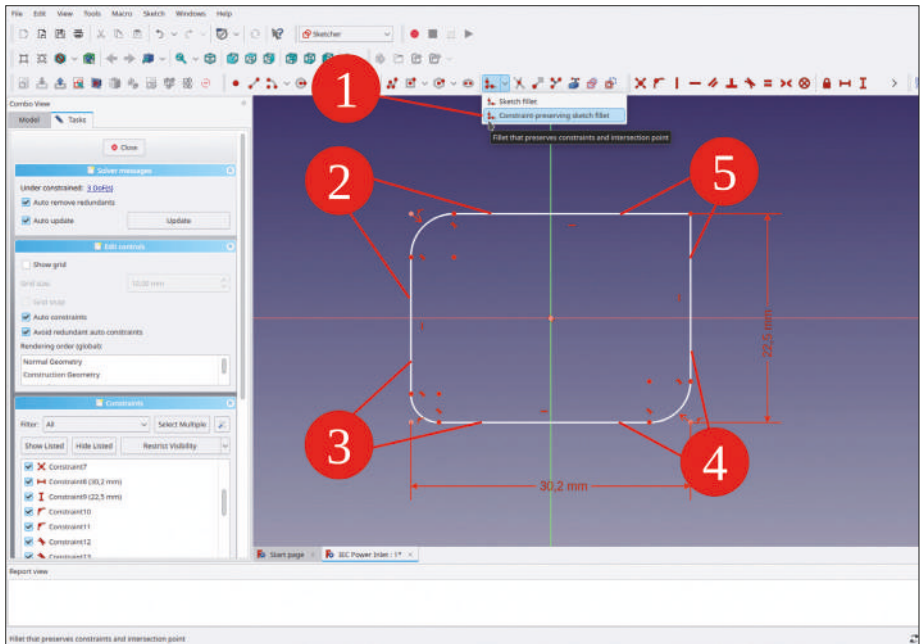 File Edit View Tools Macro Sketch Windows Help
Sketcher
1
Sketch fillet
Constraint preserving sketch fillet
Fillet that preserves constraints and intersection point
Combo View
Model Tasks
Close
Solver messages
Under constrained: 3 DoF(s)
Auto remove redundants
Auto update Update
Edit controls
Show grid
Grid size: 10,00 mm
Grid snap
Auto constraints
Avoid redundant auto constraints
Rendering order (global):
Normal Geometry
Construction Geometry
Constraints
Filter: All Select Multiple
Show Listed Hide Listed Restrict Visibility
Constraint7
Constraint8 (30,2 mm)
Constraint9 (22,5 mm)
Constraint10
Constraint11
Constraint12
Constraint13
2
5
22,5 mm
3
4
30,2 mm
Start page
IEC Power Inlet : 1*
Report view
Fillet that preserves constraints and intersection point